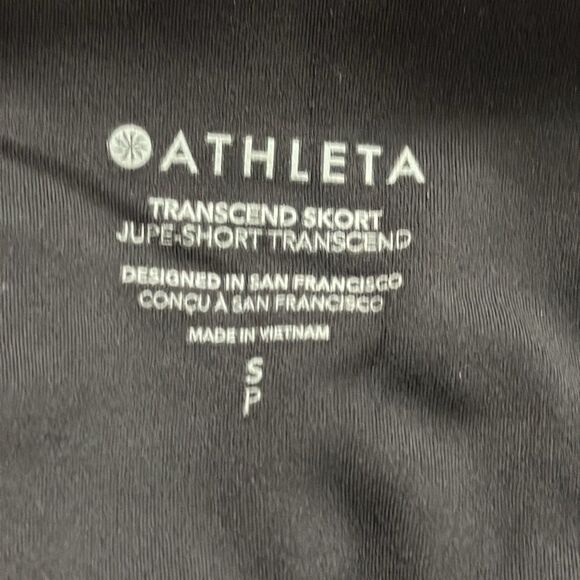 ATHLETA
TRANSCEND SKORT
JUPE-SHORT TRANSCEND
DESIGNED IN SAN FRANCISCO
CONÇU À SAN FRANCISCO
MADE IN VIETNAM
S
P